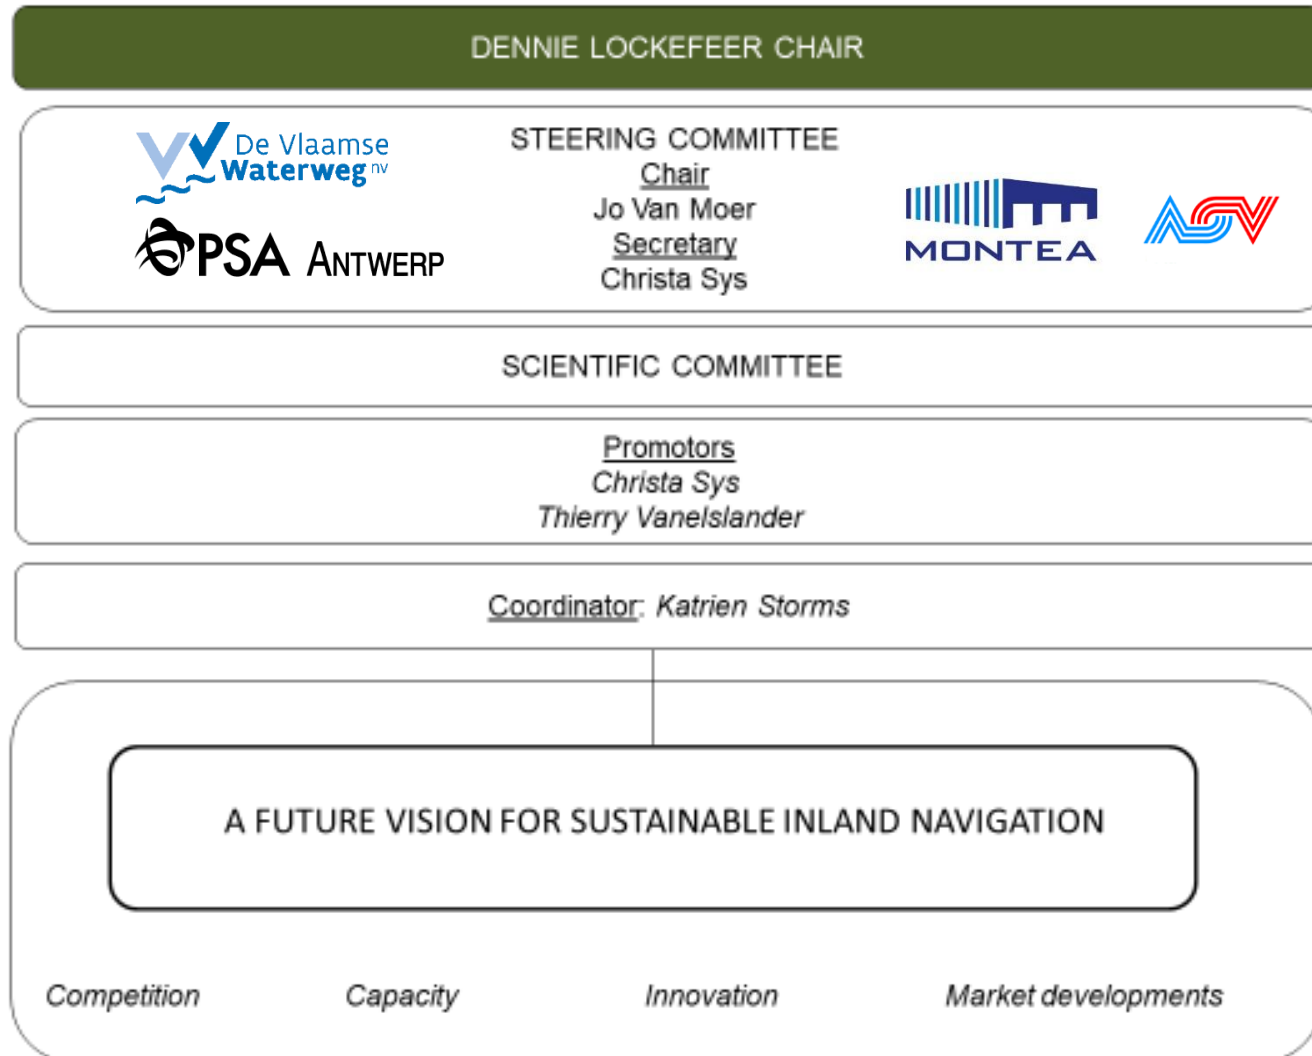 DENNIE LOCKEFEER CHAIR
De Vlaamse
Waterweg nv
PSA ANTWERP
STEERING COMMITTEE
Chair
Jo Van Moer
Secretary
Christa Sys
MONTEA
ASV
SCIENTIFIC COMMITTEE
Promotors
Christa Sys
Thierry Vanelslander
Coordinator: Katrien Storms
A FUTURE VISION FOR SUSTAINABLE INLAND NAVIGATION
Competition
Capacity
Innovation
Market developments